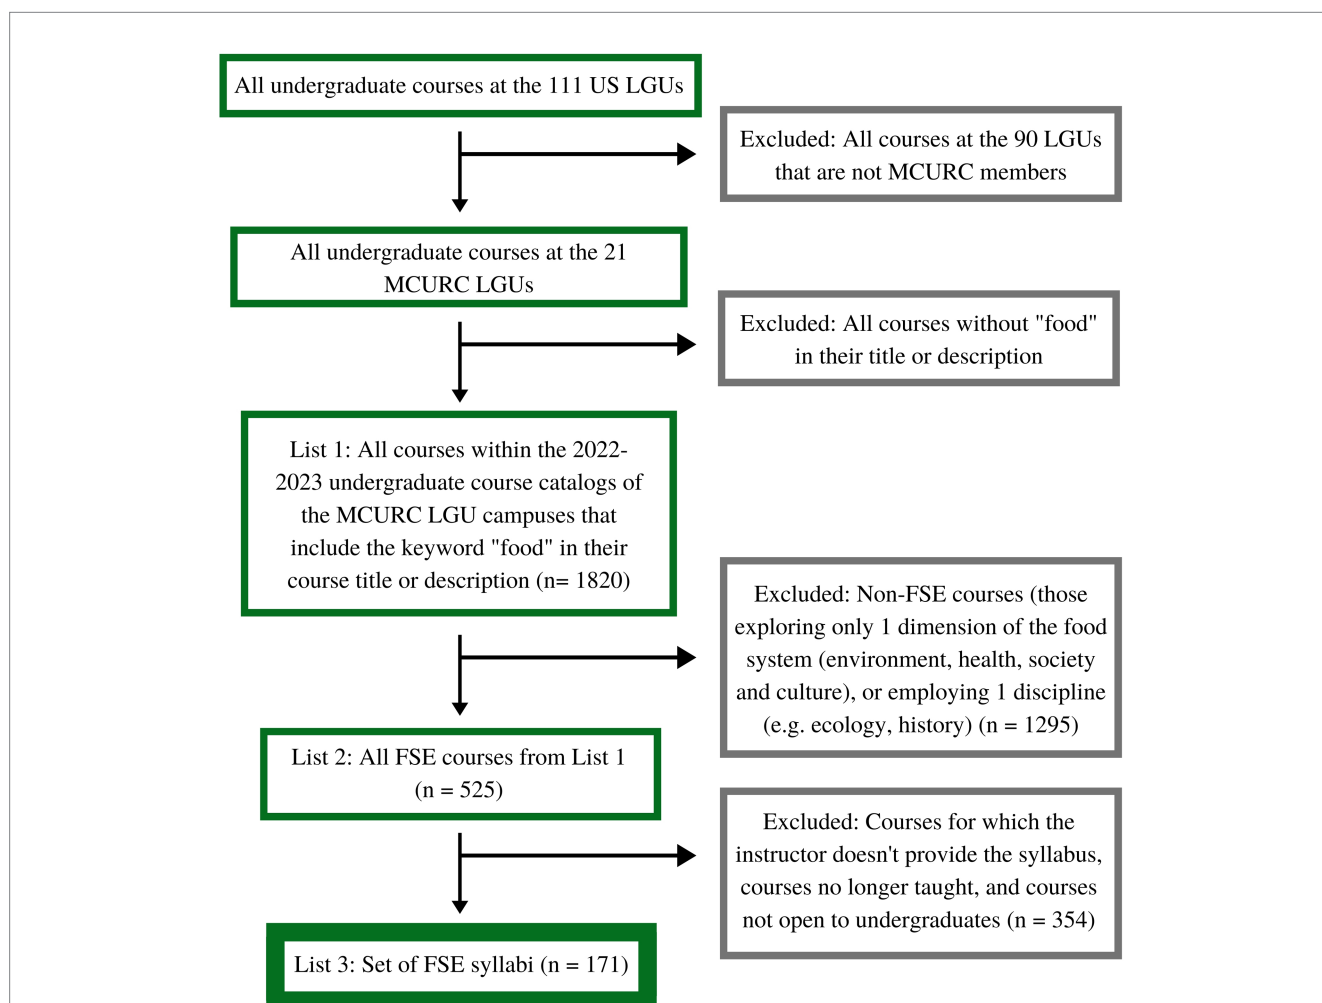 All undergraduate courses at the 111 US LGUs
Excluded: All courses at the 90 LGUs
that are not MCURC members
All undergraduate courses at the 21
MCURC LGUs
Excluded: All courses without "food"
in their title or description
List 1: All courses within the 2022-
2023 undergraduate course catalogs of
the MCURC LGU campuses that
include the keyword "food" in their
course title or description (n= 1820)
Excluded: Non-FSE courses (those
exploring only 1 dimension of the food
system (environment, health, society
and culture), or employing 1 discipline
(e.g. ecology, history) (n = 1295)
List 2: All FSE courses from List 1
(n = 525)
Excluded: Courses for which the
instructor doesn't provide the syllabus,
courses no longer taught, and courses
not open to undergraduates (n = 354)
List 3: Set of FSE syllabi (n = 171)